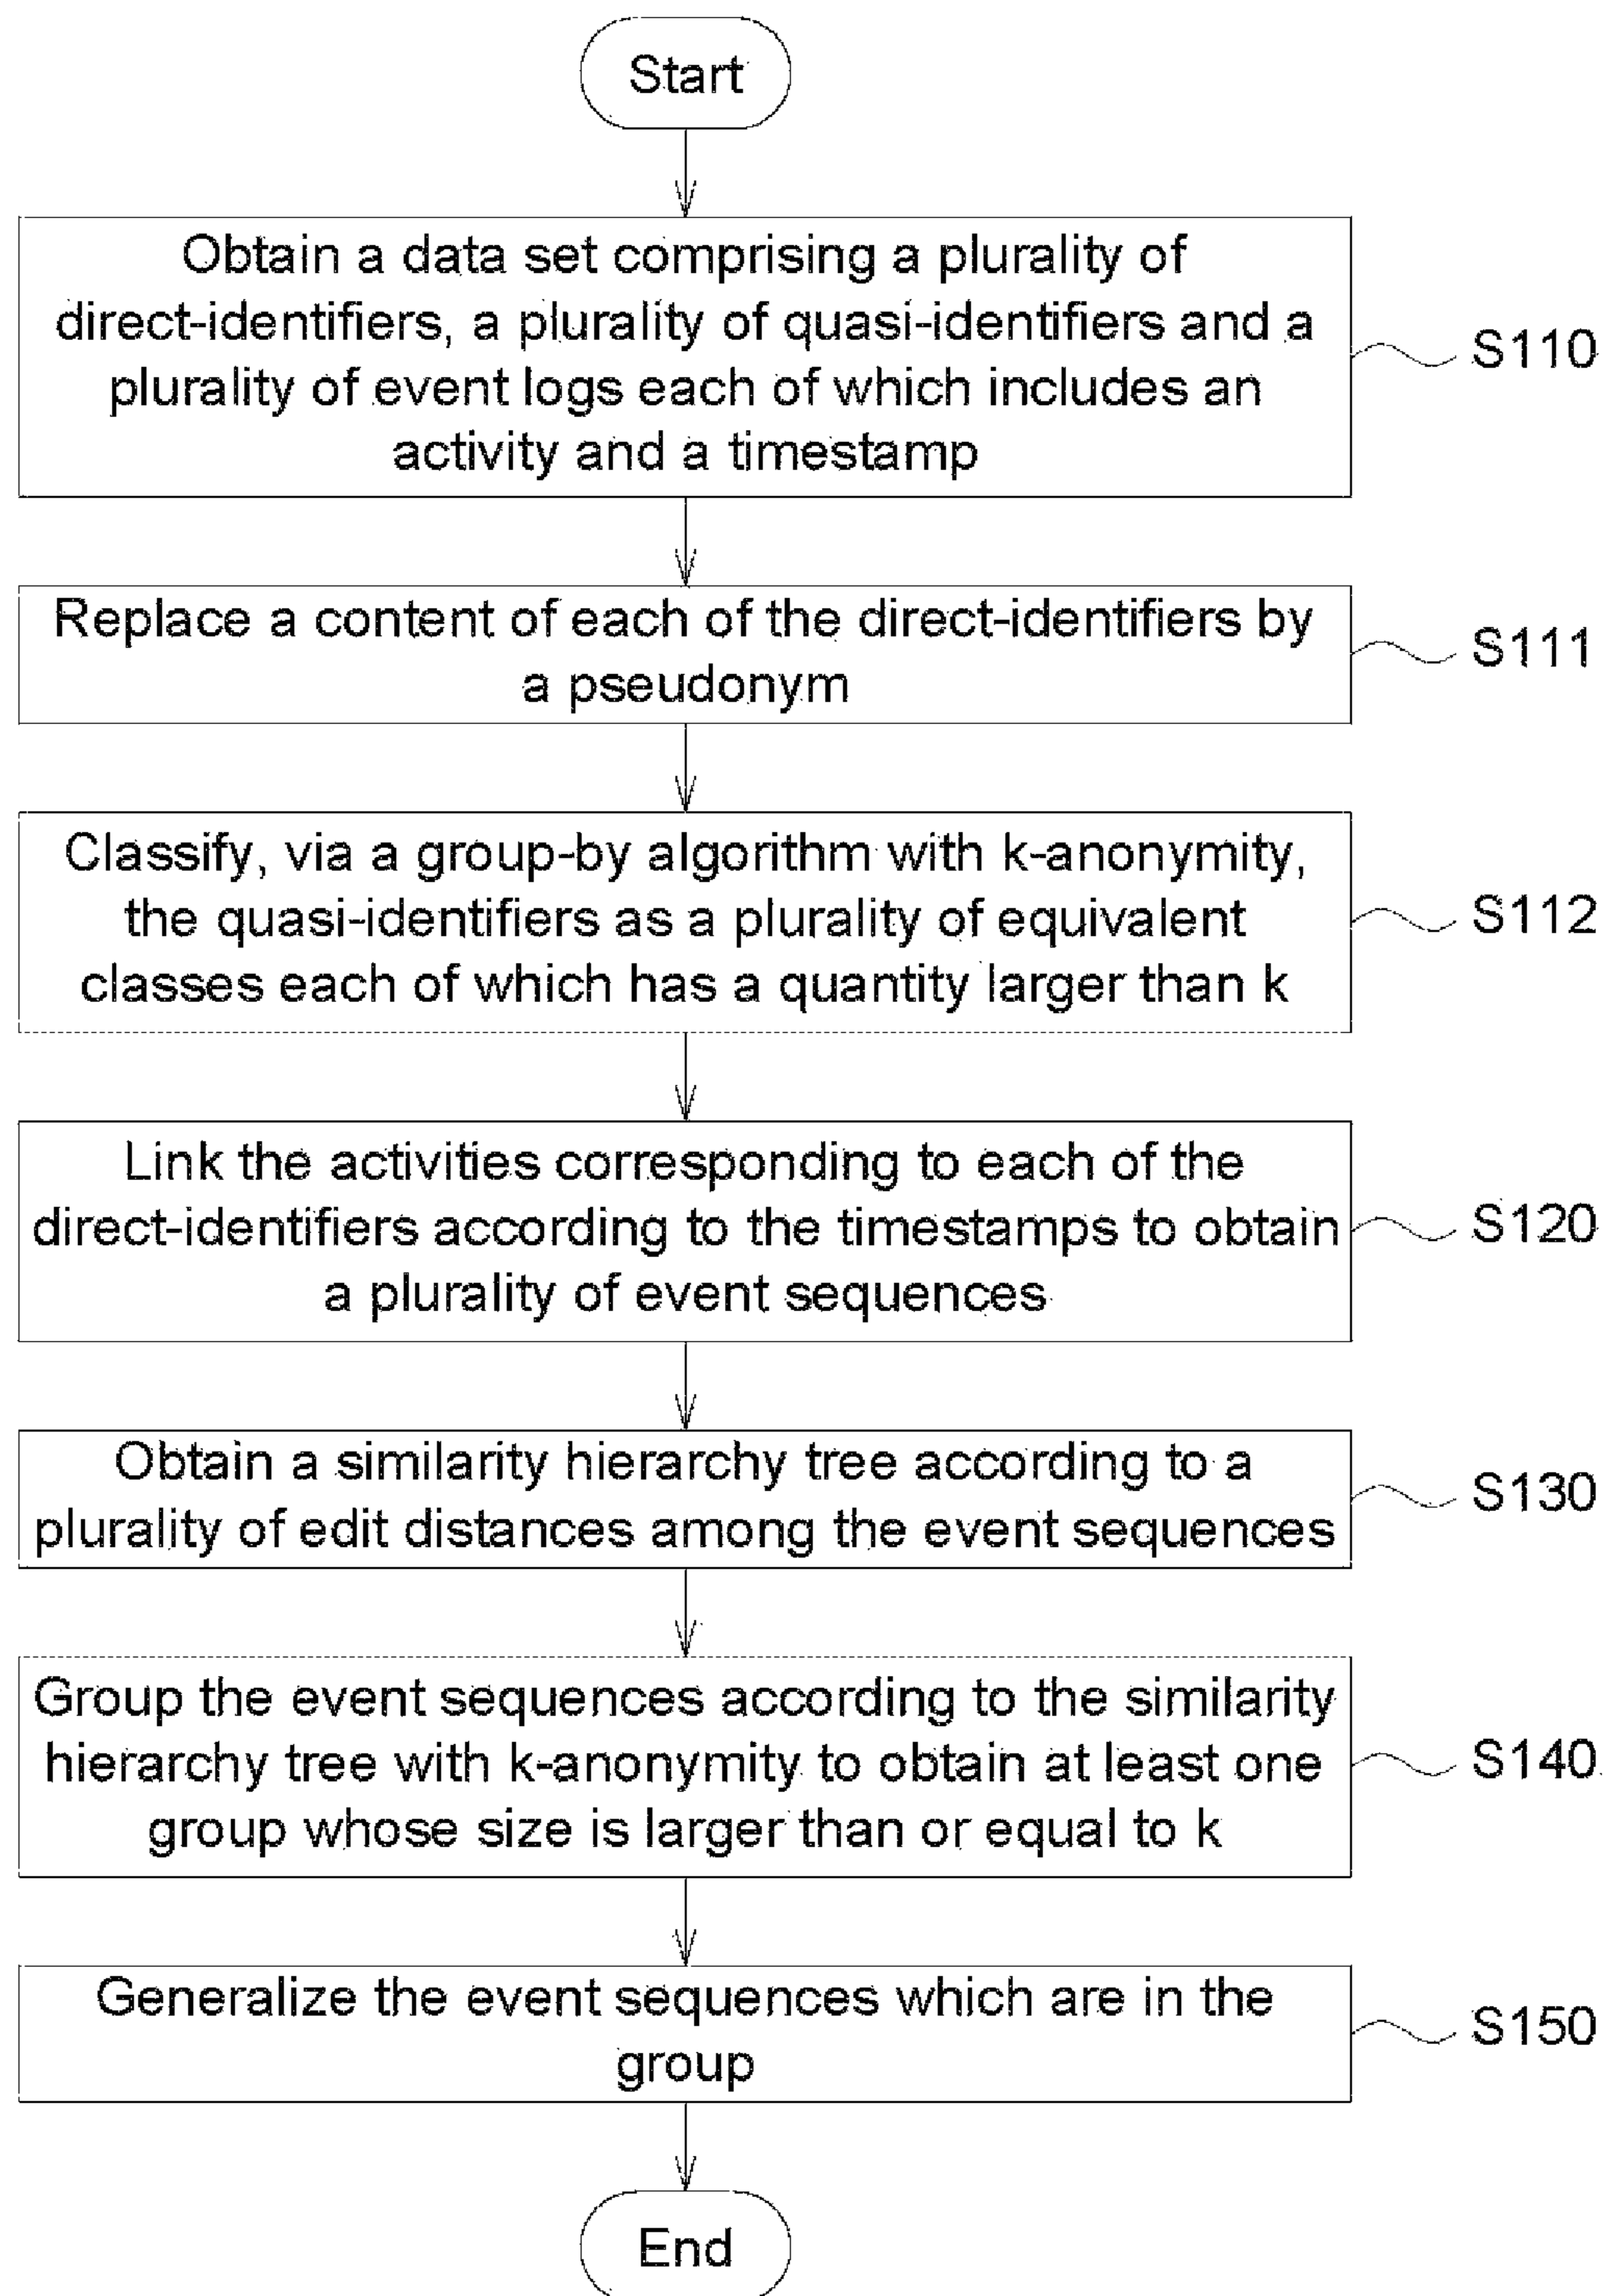 Start
Obtain a data set comprising a plurality of
direct-identifiers, a plurality of quasi-identifiers and a
plurality of event logs each of which includes an
activity and a timestamp
S110
Replace a content of each of the direct-identifiers by
a pseudonym
S111
Classify, via a group-by algorithm with k-anonymity,
the quasi-identifiers as a plurality of equivalent
classes each of which has a quantity larger than k
S112
Link the activities corresponding to each of the
direct-identifiers according to the timestamps to obtain
a plurality of event sequences
S120
Obtain a similarity hierarchy tree according to a
plurality of edit distances among the event sequences
S130
Group the event sequences according to the similarity
hierarchy tree with k-anonymity to obtain at least one
group whose size is larger than or equal to k
S140
Generalize the event sequences which are in the
group
S150
End